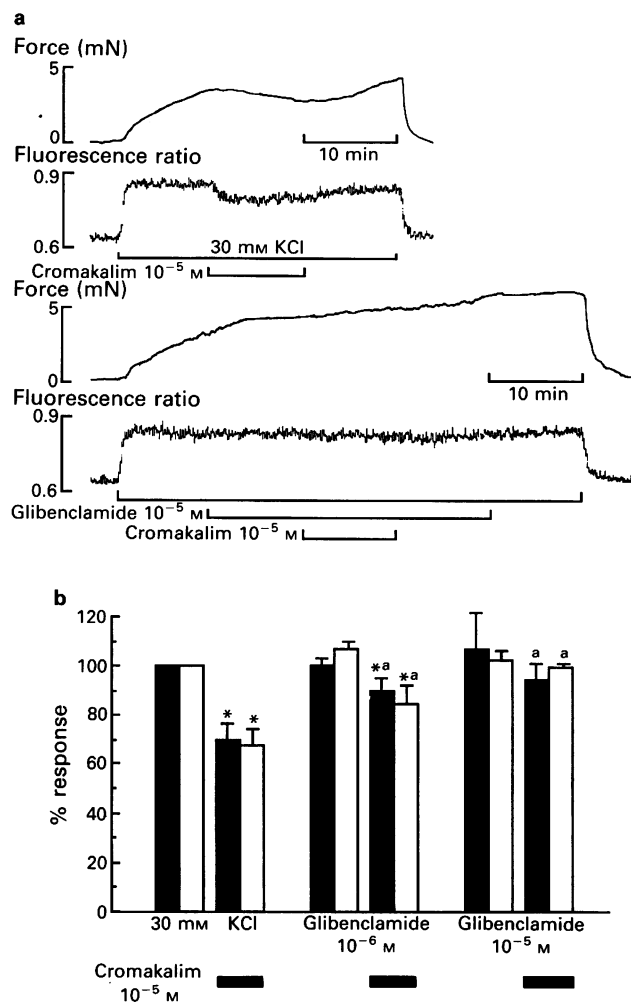 a
Force (mN)
5
0
10 min
Fluorescence ratio
0.9
0.6
30 mM KCl
Cromakalim 10⁻⁵ M
Force (mN)
5
0
10 min
Fluorescence ratio
0.9
0.6
Glibenclamide 10⁻⁵ M
Cromakalim 10⁻⁵ M
b
120
100
80
60
40
20
0
% response
* *
*a *a
a a
30 mM KCl
Glibenclamide
10⁻⁶ M
Glibenclamide
10⁻⁵ M
Cromakalim
10⁻⁵ M